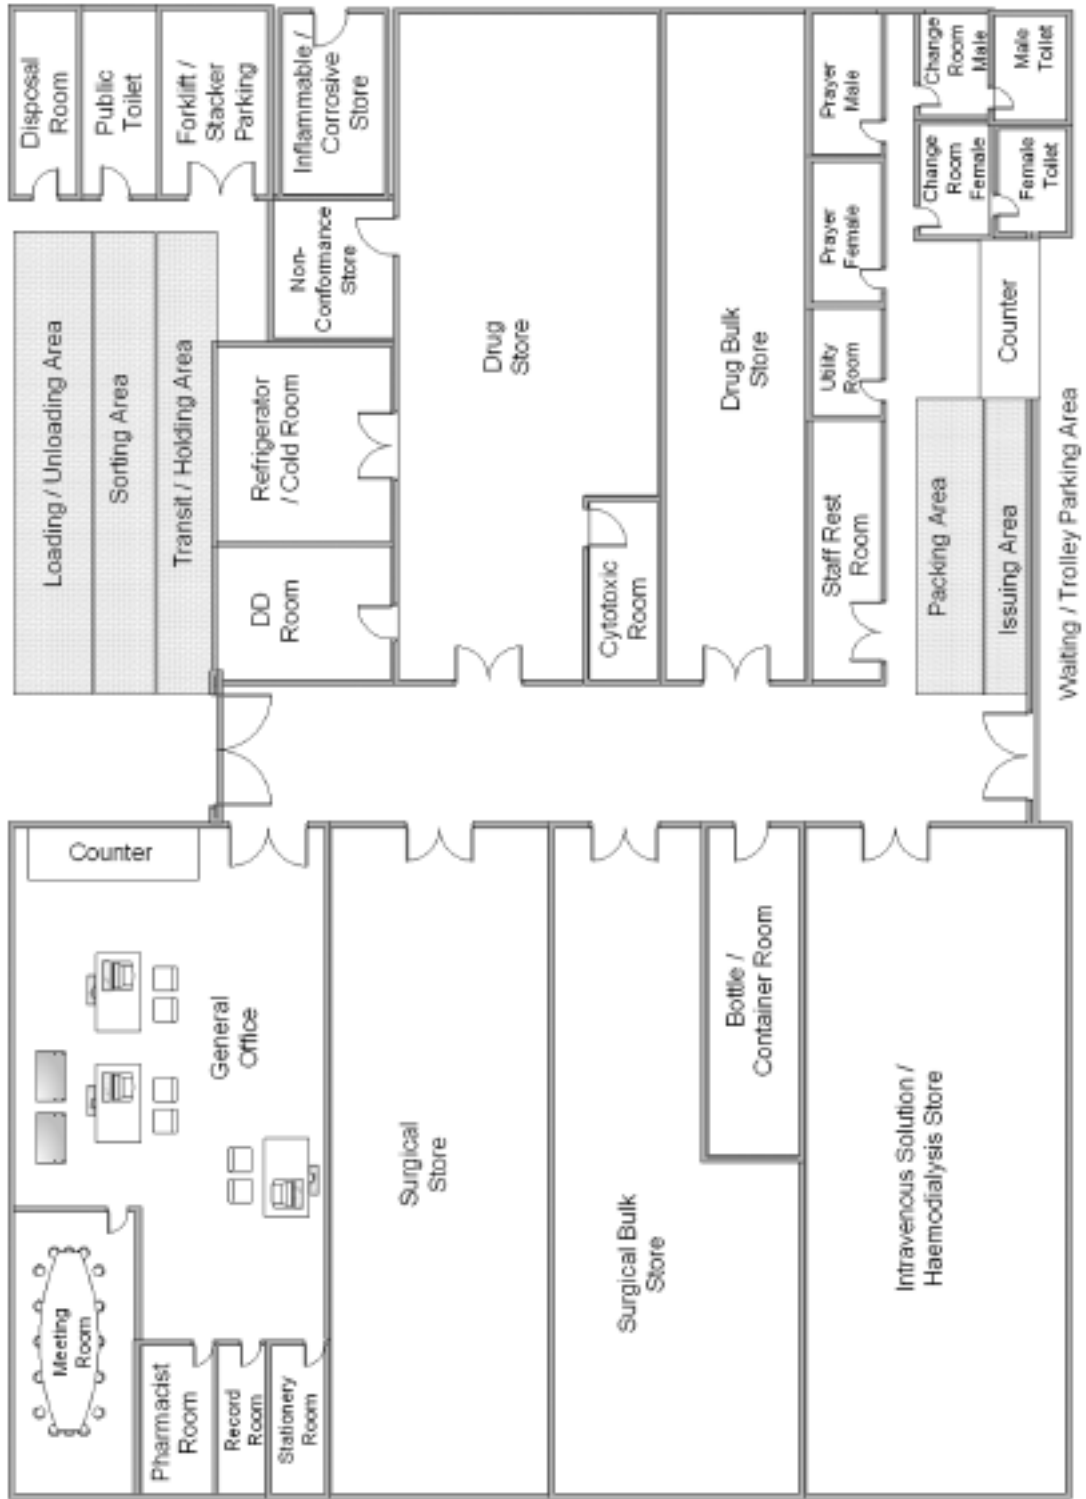 Disposal
Room
Public
Toilet
Forklift /
Stacker
Parking
Inflammable /
Corrosive
Store
Non-
Conformance
Store
Loading / Unloading Area
Sorting Area
Transit / Holding Area
Refrigerator
/ Cold Room
DD
Room
Drug
Store
Cytotoxic
Room
Drug Bulk
Store
Prayer
Male
Prayer
Female
Utility
Room
Staff Rest
Room
Change
Room
Male
Male
Toilet
Change
Room
Female
Female
Toilet
Counter
Packing Area
Issuing Area
Waiting / Trolley Parking Area
Counter
General
Office
Meeting
Room
Pharmacist
Room
Record
Room
Stationery
Room
Surgical
Store
Surgical Bulk
Store
Bottle /
Container Room
Intravenous Solution /
Haemodialysis Store